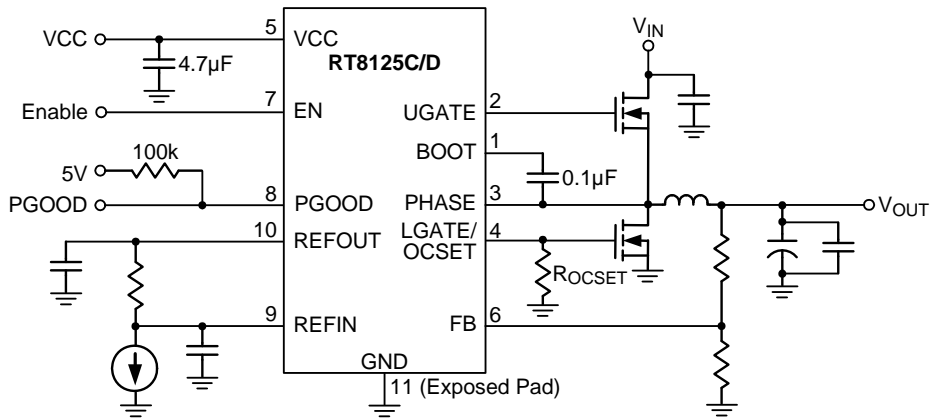 V_IN
VCC
5
VCC
RT8125C/D
4.7µF
Enable
7
EN
UGATE
2
BOOT
1
100k
5V
0.1µF
PGOOD
8
PGOOD
PHASE
3
V_OUT
10
REFOUT
LGATE/
OCSET
4
R_OCSET
9
REFIN
FB
6
GND
11 (Exposed Pad)